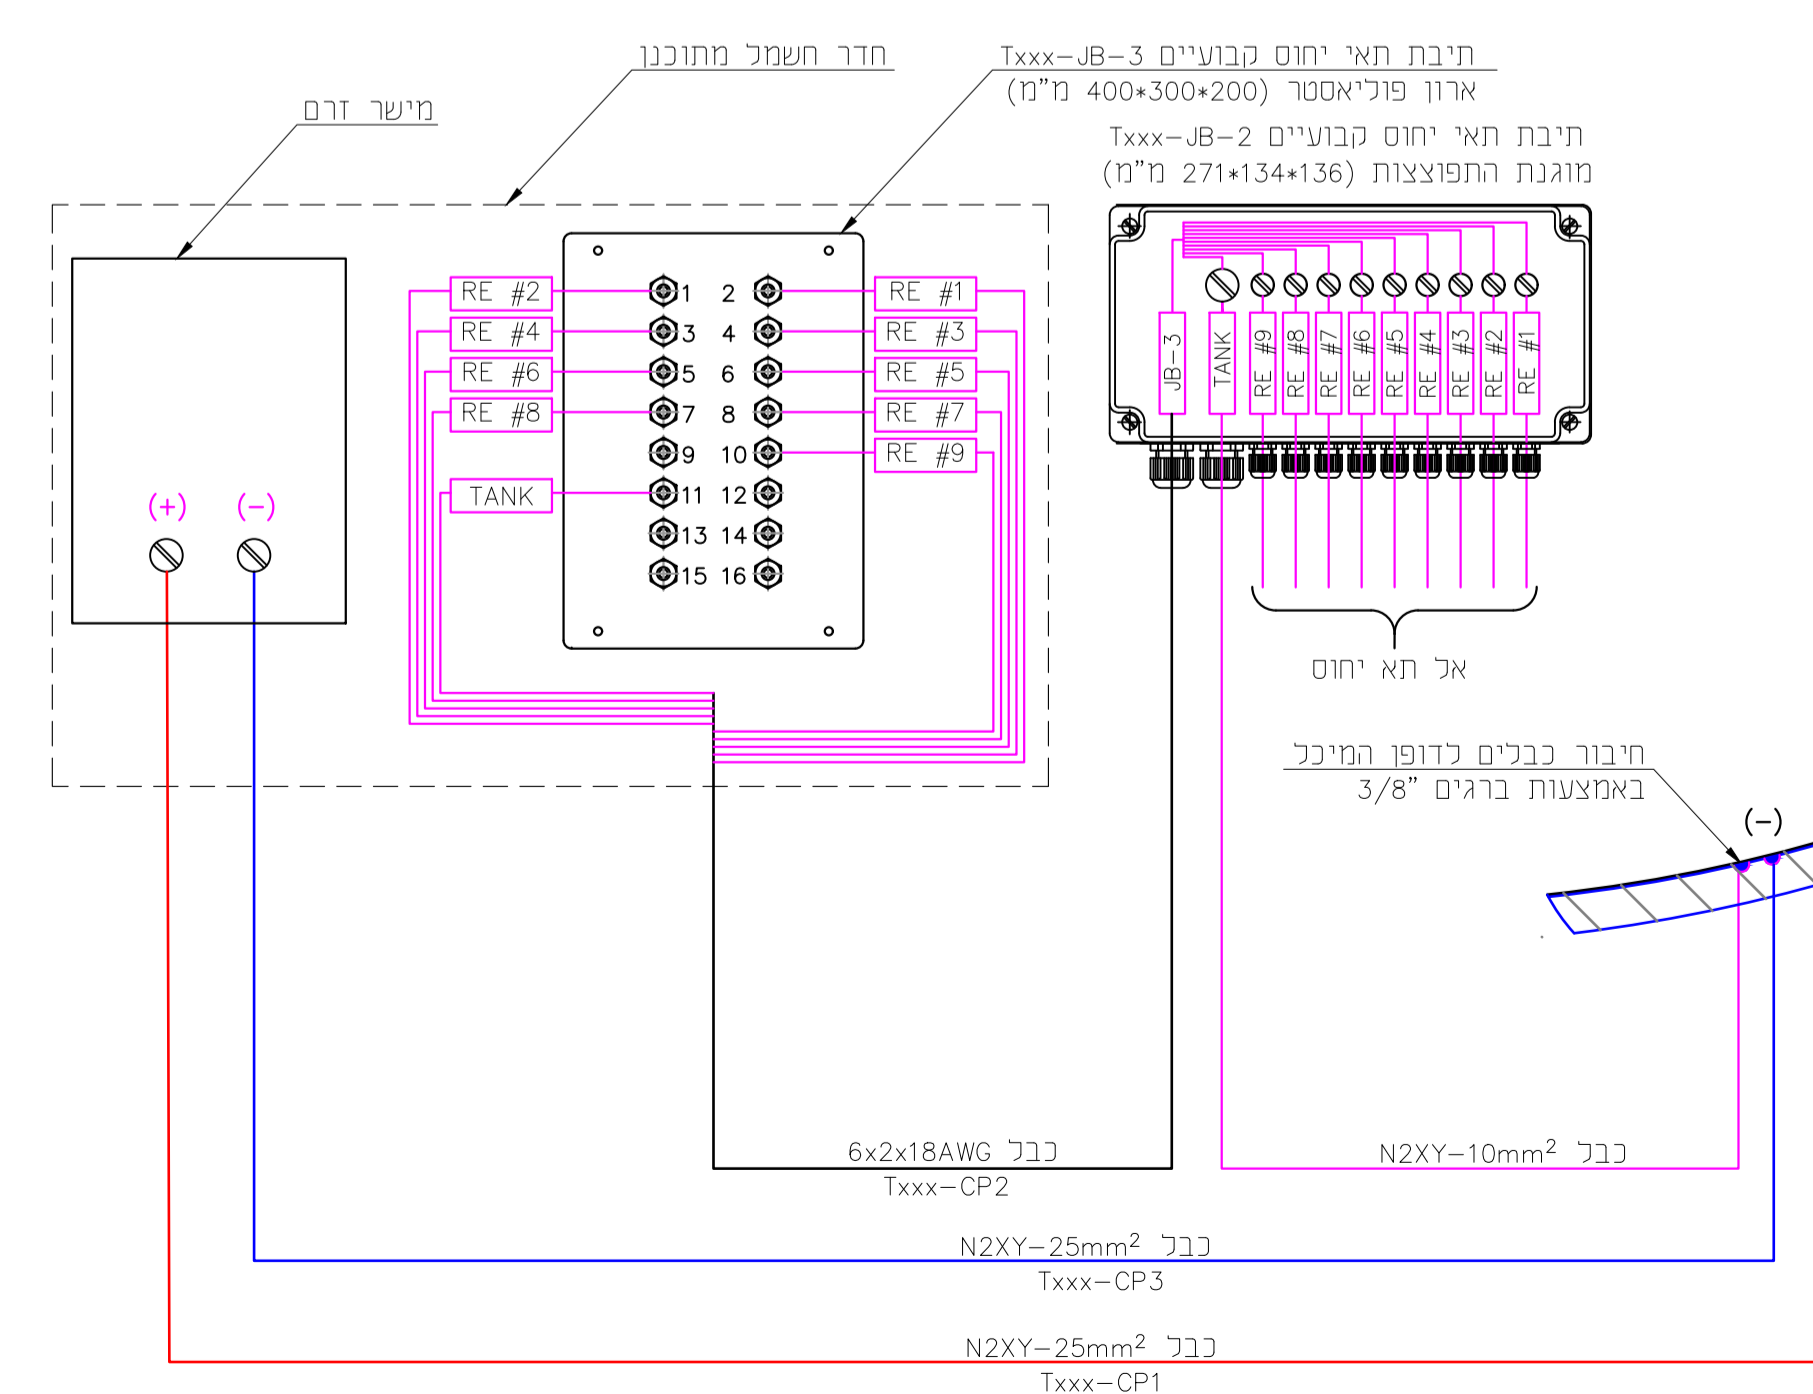 חדר חשמל מתוכנן
תיבת תאי יחוס קבועיים Txxx-JB-3
ארון פוליאסטר (400*300*200 מ"מ)
מישר זרם
תיבת תאי יחוס קבועיים Txxx-JB-2
מוגנת התפוצצות (271*134*136 מ"מ)
RE #2
1 2
RE #1
RE #4
3 4
RE #3
RE #6
5 6
RE #5
RE #8
7 8
RE #7
9 10
RE #9
TANK
11 12
13 14
15 16
(+) (-)
JB-3
TANK
RE #9
RE #8
RE #7
RE #6
RE #5
RE #4
RE #3
RE #2
RE #1
אל תא יחוס
חיבור כבלים לדופן המיכל
באמצעות ברגים "3/8
(-)
כבל 6x2x18AWG
Txxx-CP2
כבל N2XY-10mm²
כבל N2XY-25mm²
Txxx-CP3
כבל N2XY-25mm²
Txxx-CP1